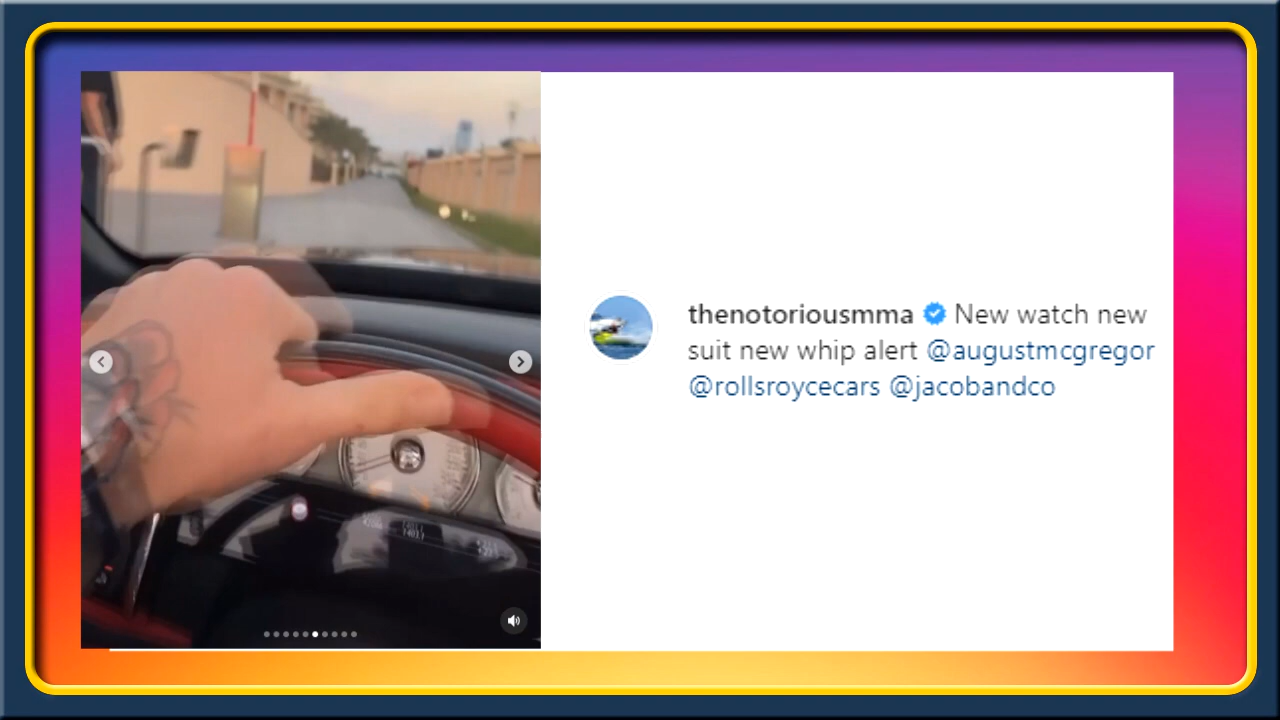 thenotoriousmma New watch new
suit new whip alert @augustmcgregor
@rollsroycecars @jacobandco